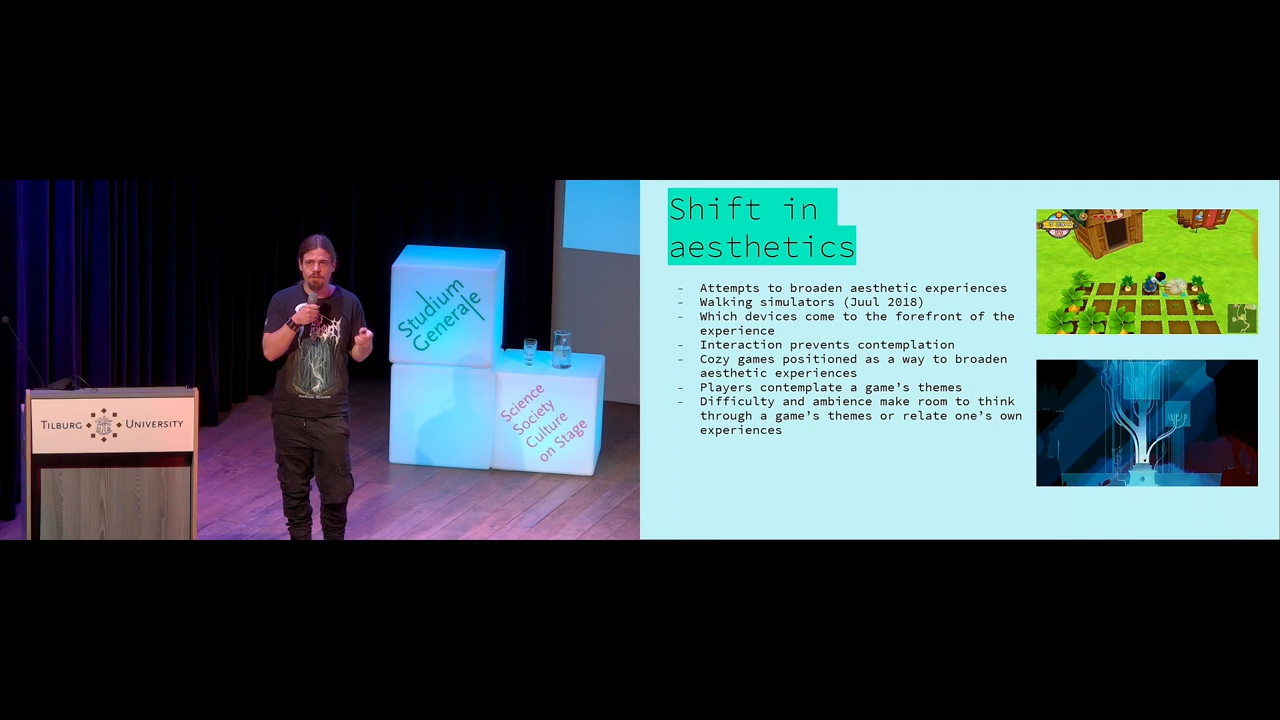 Studium
Generale
Science
Society
Culture
on Stage
TILBURG UNIVERSITY
Shift in
aesthetics
- Attempts to broaden aesthetic experiences
- Walking simulators (Juul 2018)
- Which devices come to the forefront of the
experience
- Interaction prevents contemplation
- Cozy games positioned as a way to broaden
aesthetic experiences
- Players contemplate a game’s themes
- Difficulty and ambience make room to think
through a game’s themes or relate one’s own
experiences